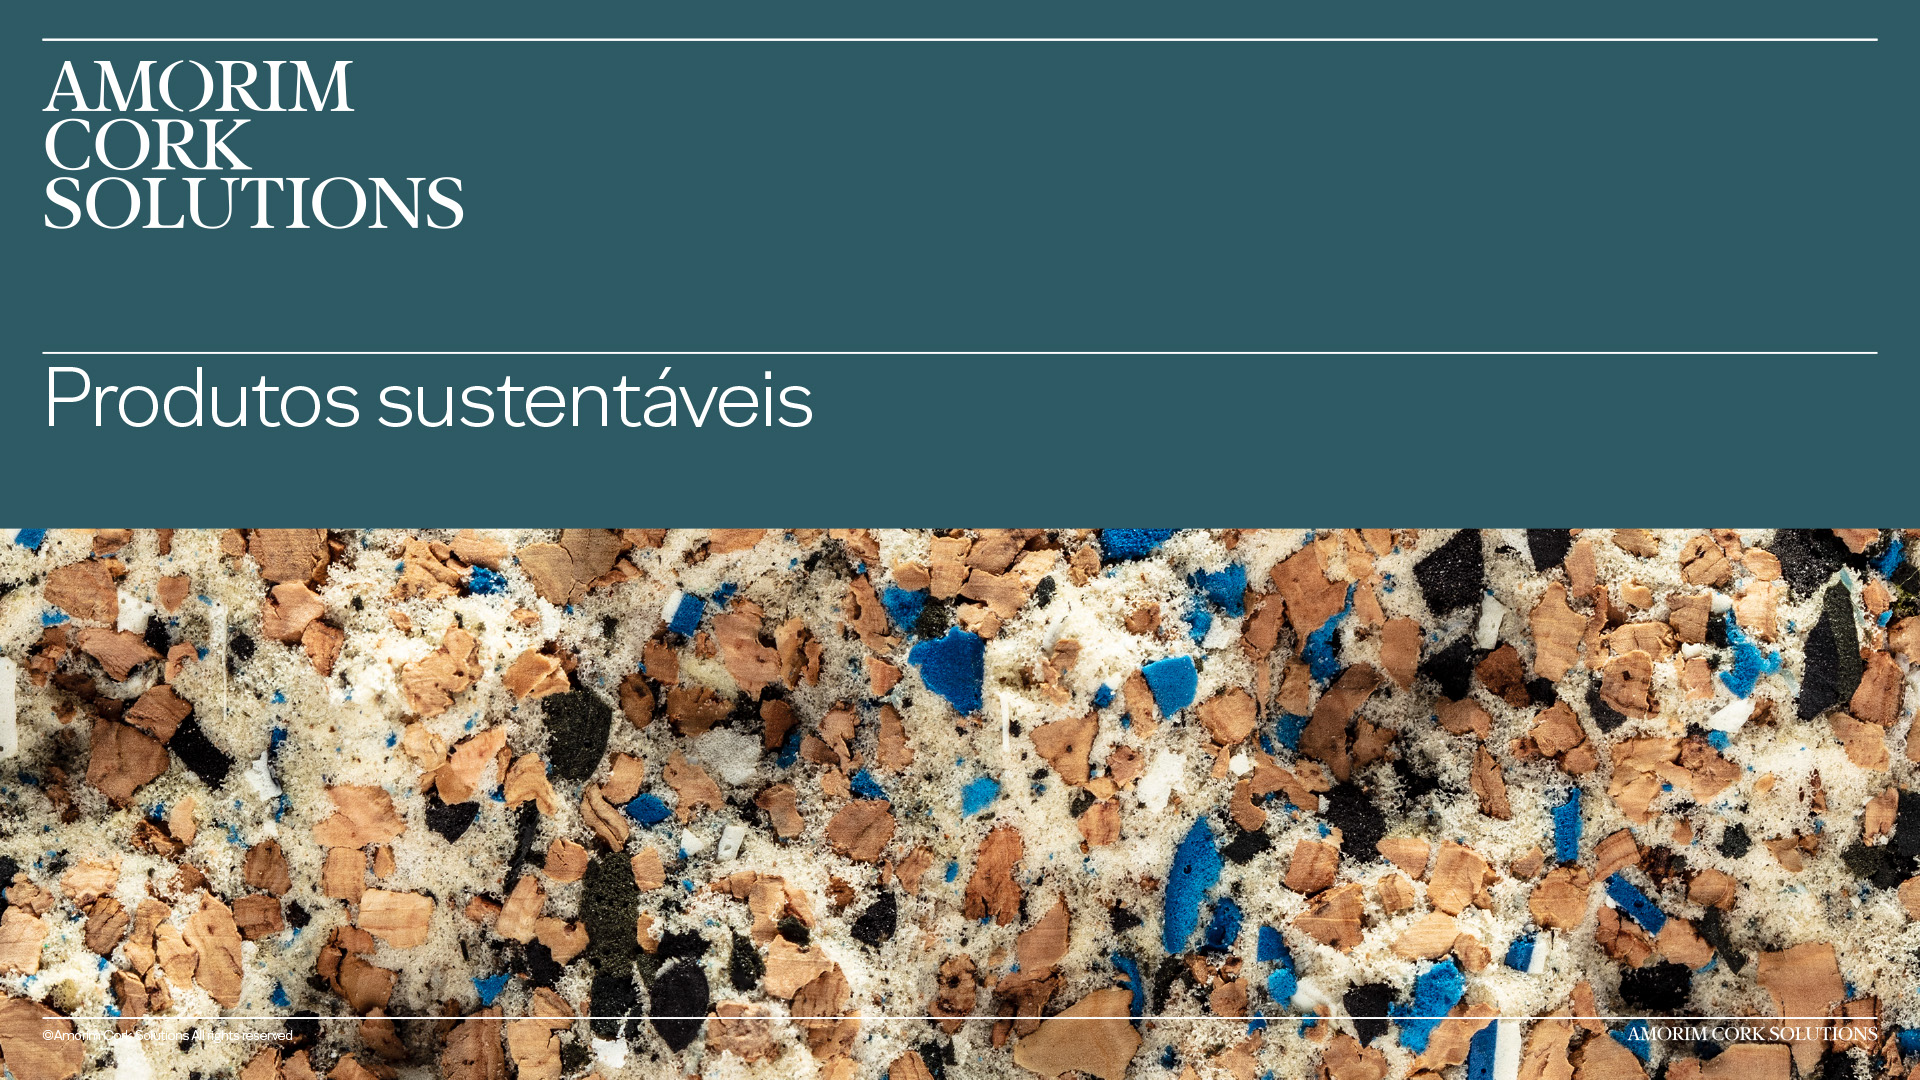 AMORIM
CORK
SOLUTIONS
Produtos sustentáveis
©Amorim Cork Solutions All rights reserved
AMORIM CORK SOLUTIONS